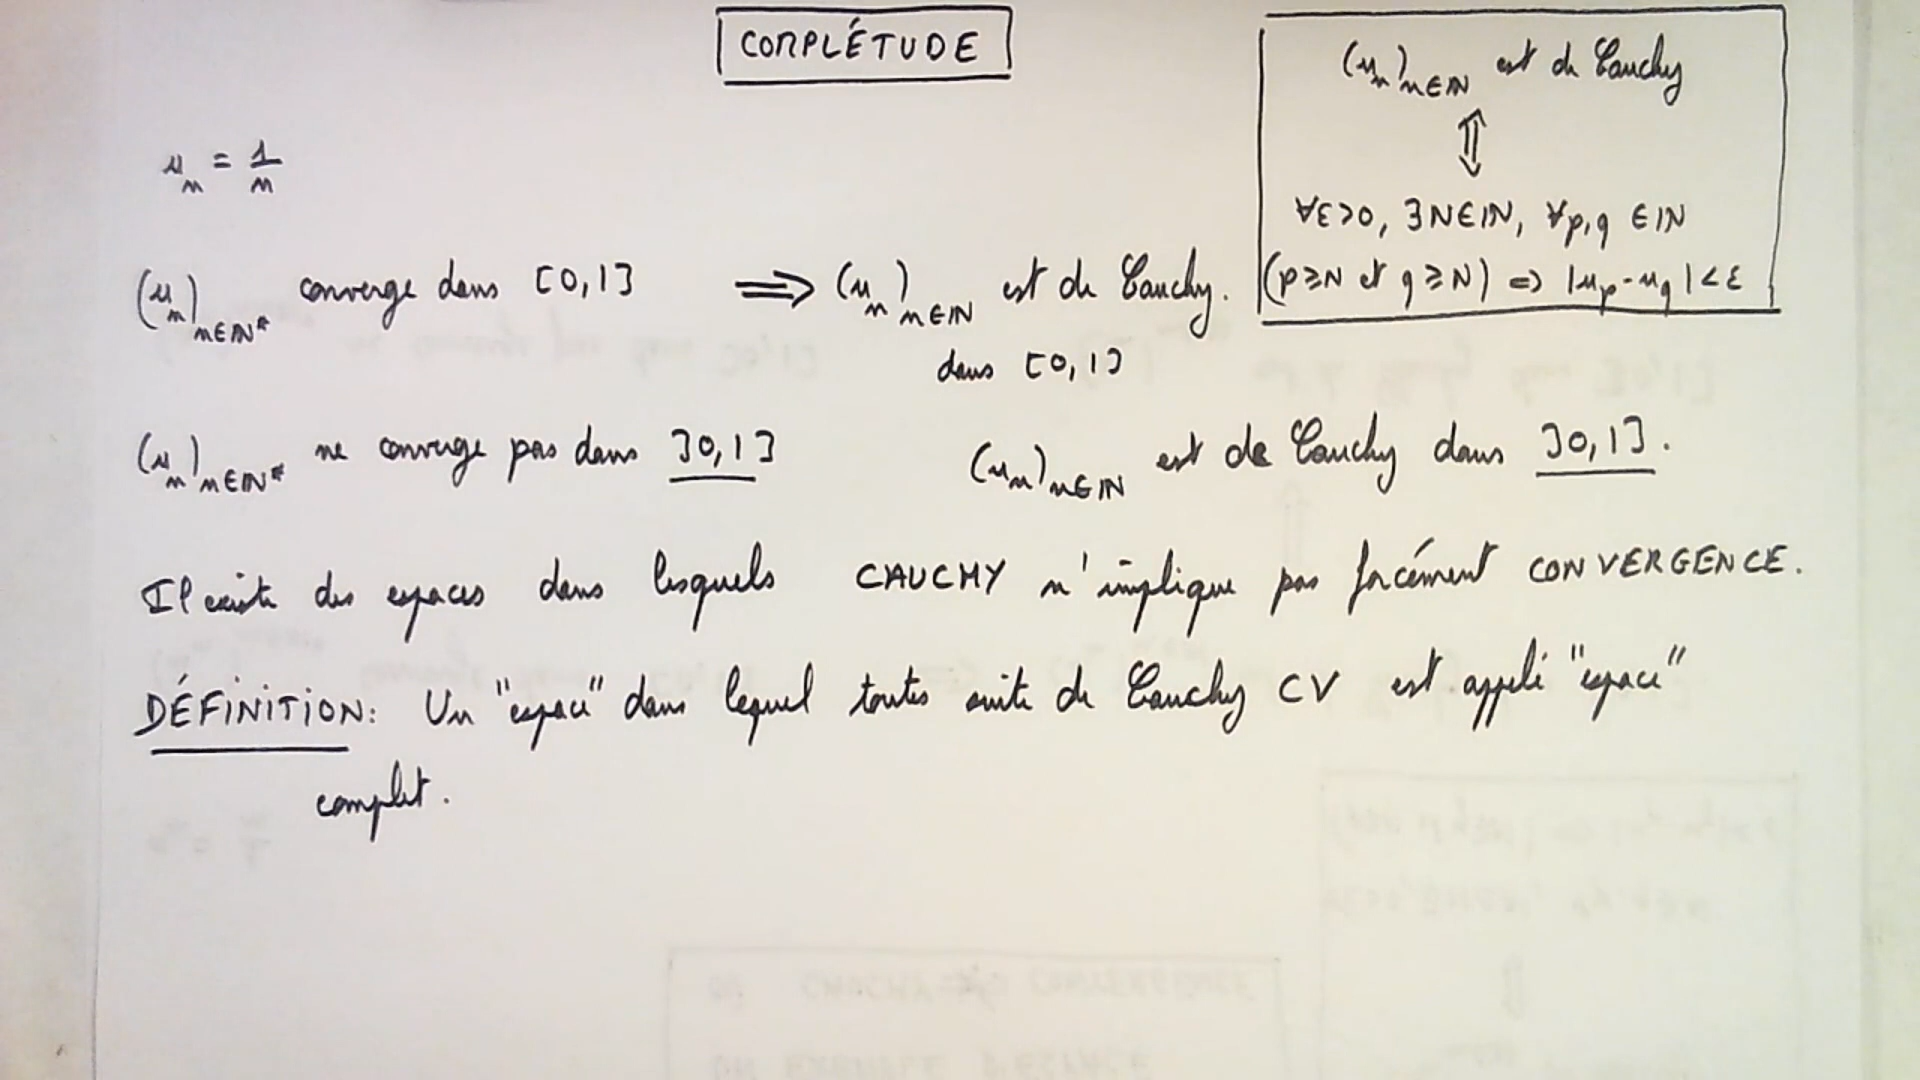 COMPLÉTUDE
(u_n)_{n∈ℕ} est de Cauchy
⇕
∀ε>0, ∃N∈ℕ, ∀p,q ∈ℕ
(p≥N et q≥N) ⇒ |u_p - u_q| < ε
u_n = 1/n
(u_n)_{n∈ℕ*} converge dans [0,1] ⟹ (u_n)_{n∈ℕ} est de Cauchy.
dans [0,1]
(u_n)_{n∈ℕ*} ne converge pas dans ]0,1] (u_n)_{n∈ℕ} est de Cauchy dans ]0,1].
Il existe des espaces dans lesquels CAUCHY n'implique pas forcément CONVERGENCE.
DÉFINITION: Un "espace" dans lequel toutes suite de Cauchy CV est appelé "espace"
complet.